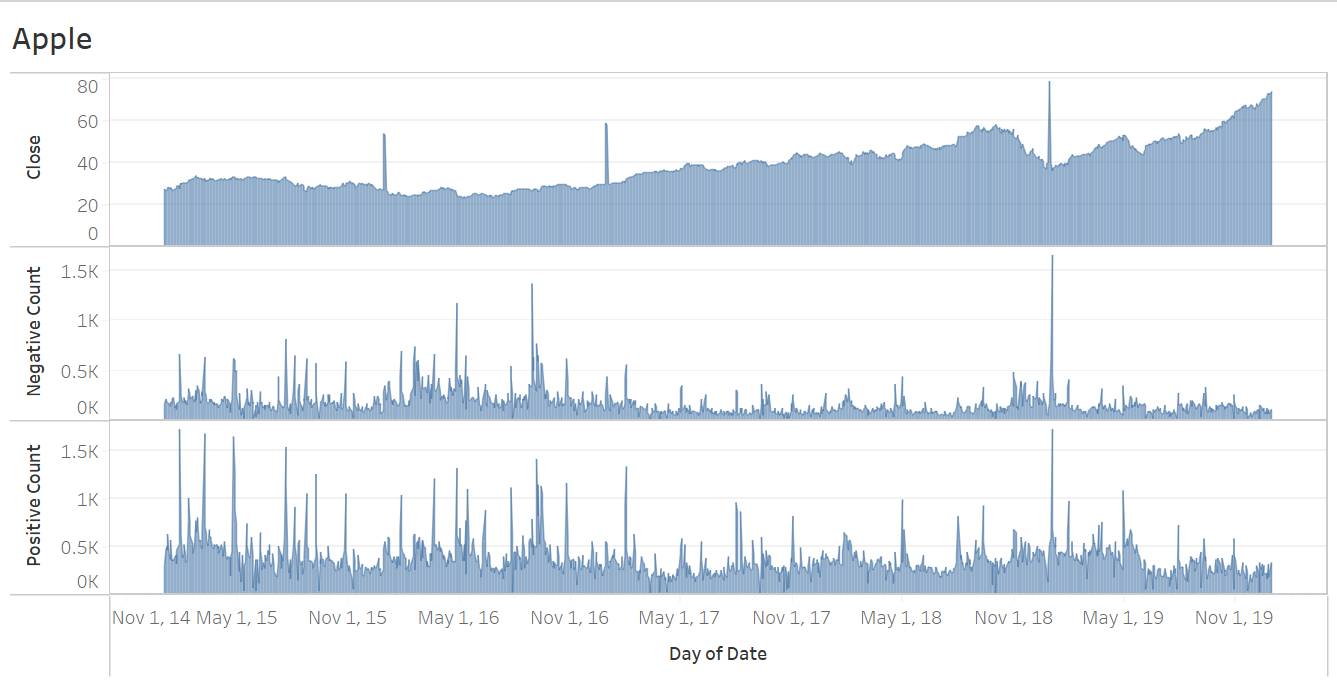 Apple
Close
80
60
40
20
0
Negative Count
1.5K
1K
0.5K
0K
Positive Count
1.5K
1K
0.5K
0K
Nov 1, 14 May 1, 15 Nov 1, 15 May 1, 16 Nov 1, 16 May 1, 17 Nov 1, 17 May 1, 18 Nov 1, 18 May 1, 19 Nov 1, 19
Day of Date